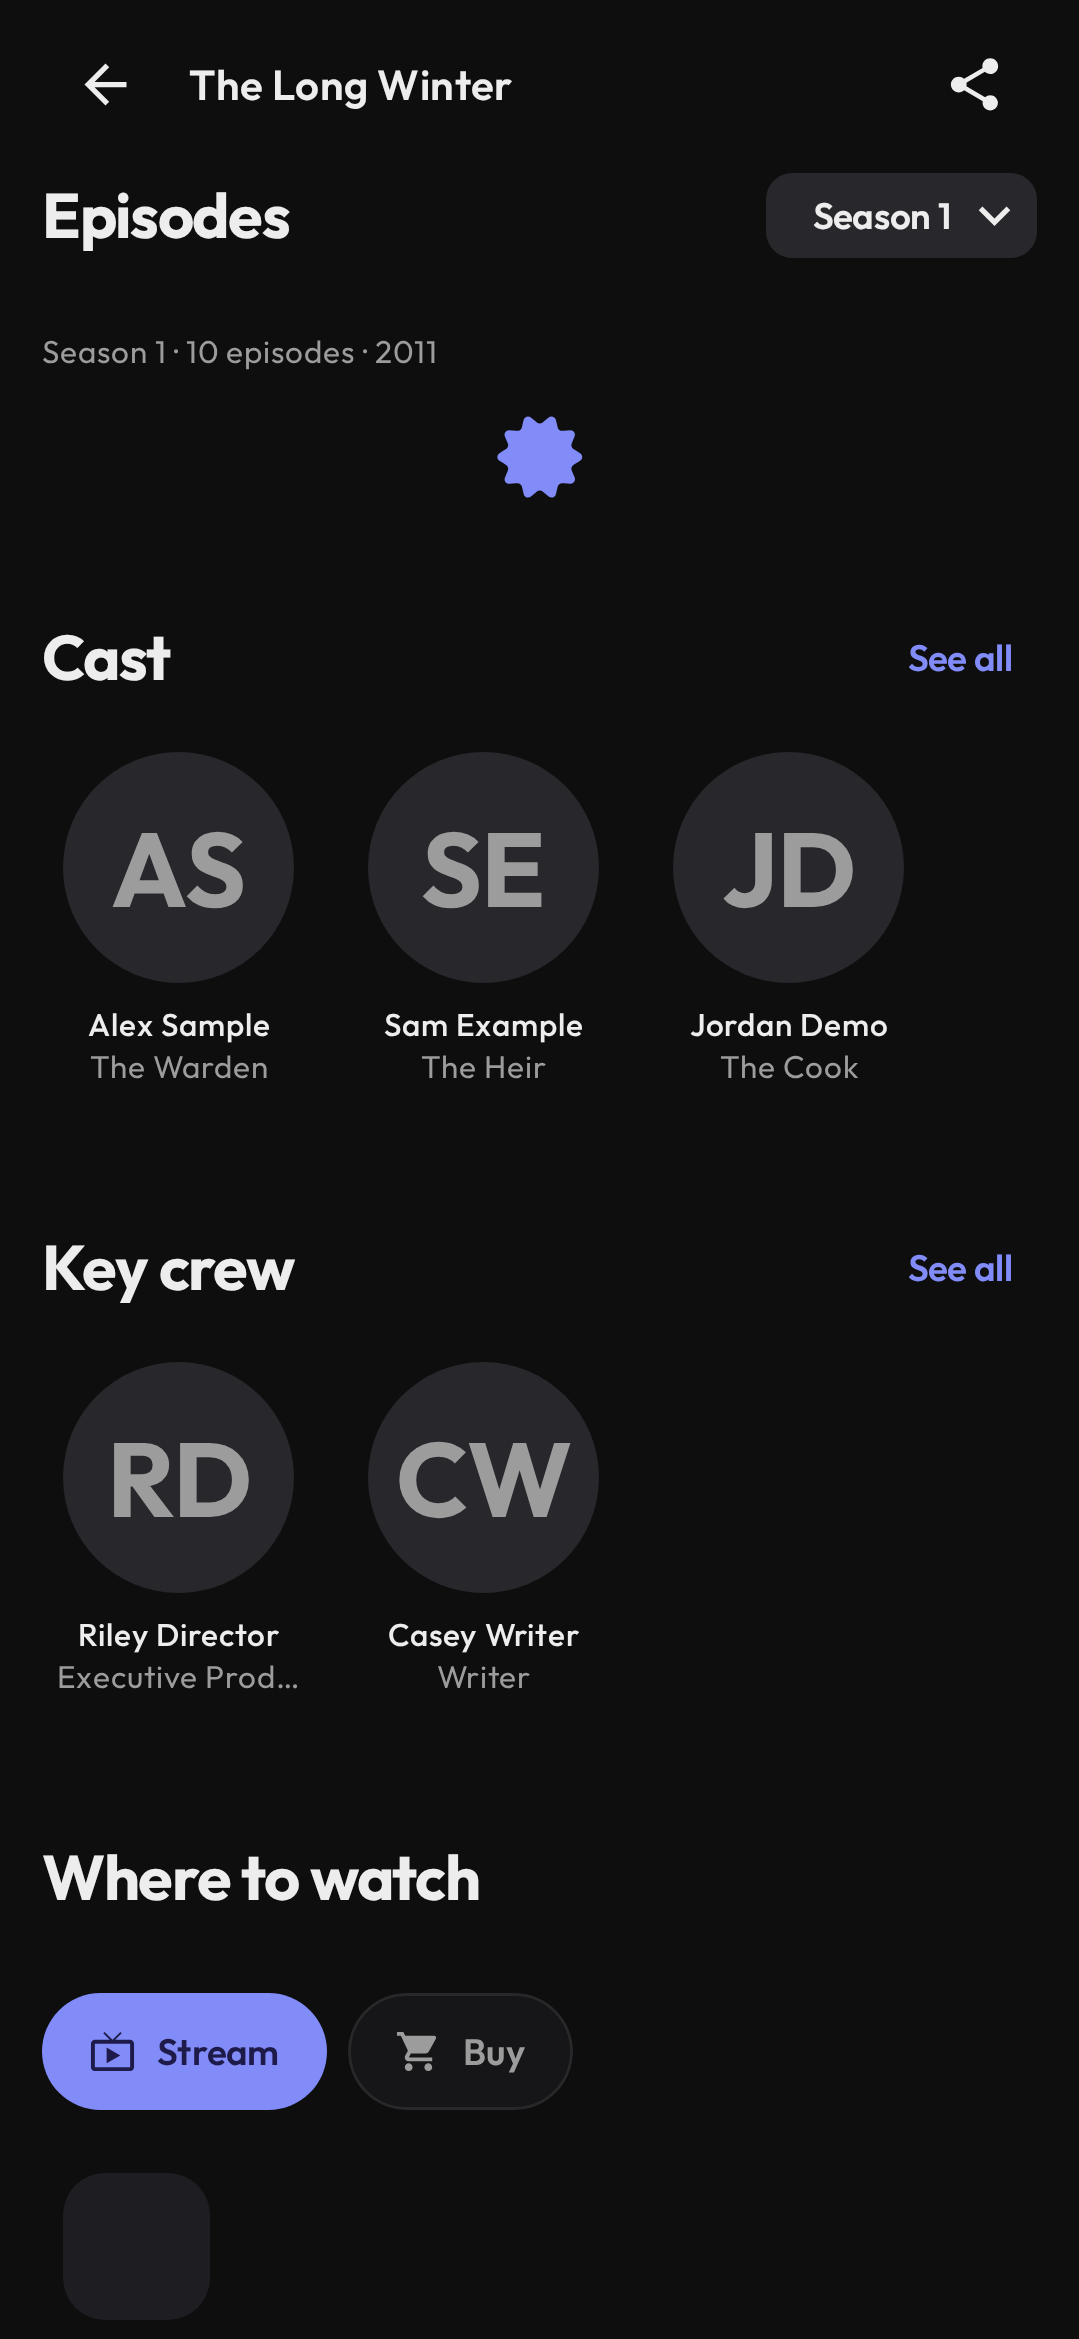 The Long Winter
Episodes
Season 1
Season 1 · 10 episodes · 2011
Cast
See all
AS
SE
JD
Alex Sample
The Warden
Sam Example
The Heir
Jordan Demo
The Cook
Key crew
See all
RD
CW
Riley Director
Executive Prod...
Casey Writer
Writer
Where to watch
Stream
Buy